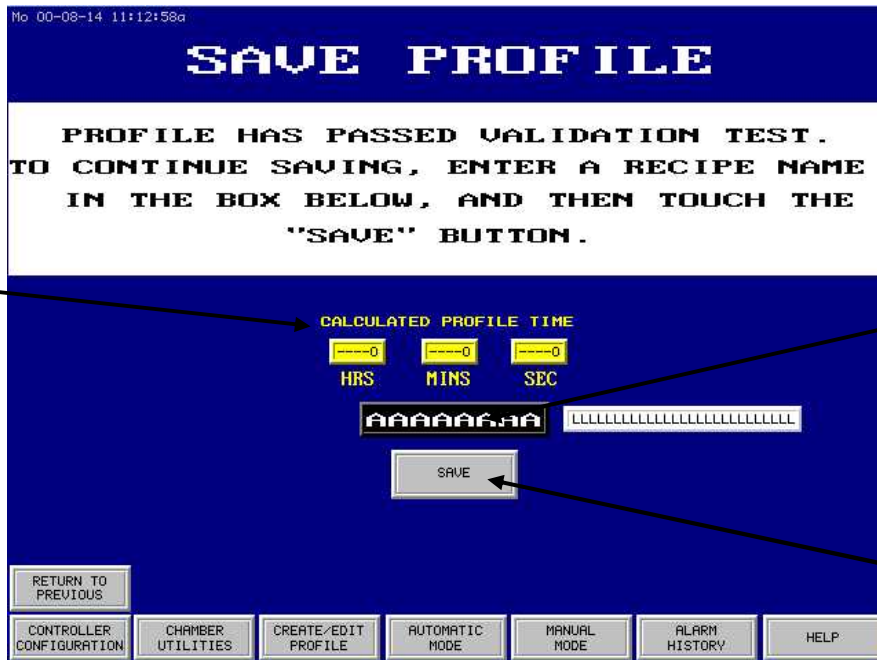 Mo 00-08-14 11:12:58a
SAVE PROFILE
PROFILE HAS PASSED VALIDATION TEST.
TO CONTINUE SAVING, ENTER A RECIPE NAME
IN THE BOX BELOW, AND THEN TOUCH THE
"SAVE" BUTTON.
CALCULATED PROFILE TIME
----0 ----0 ----0
HRS MINS SEC
SAVE
RETURN TO
PREVIOUS
CONTROLLER
CONFIGURATION
CHAMBER
UTILITIES
CREATE/EDIT
PROFILE
AUTOMATIC
MODE
MANUAL
MODE
ALARM
HISTORY
HELP